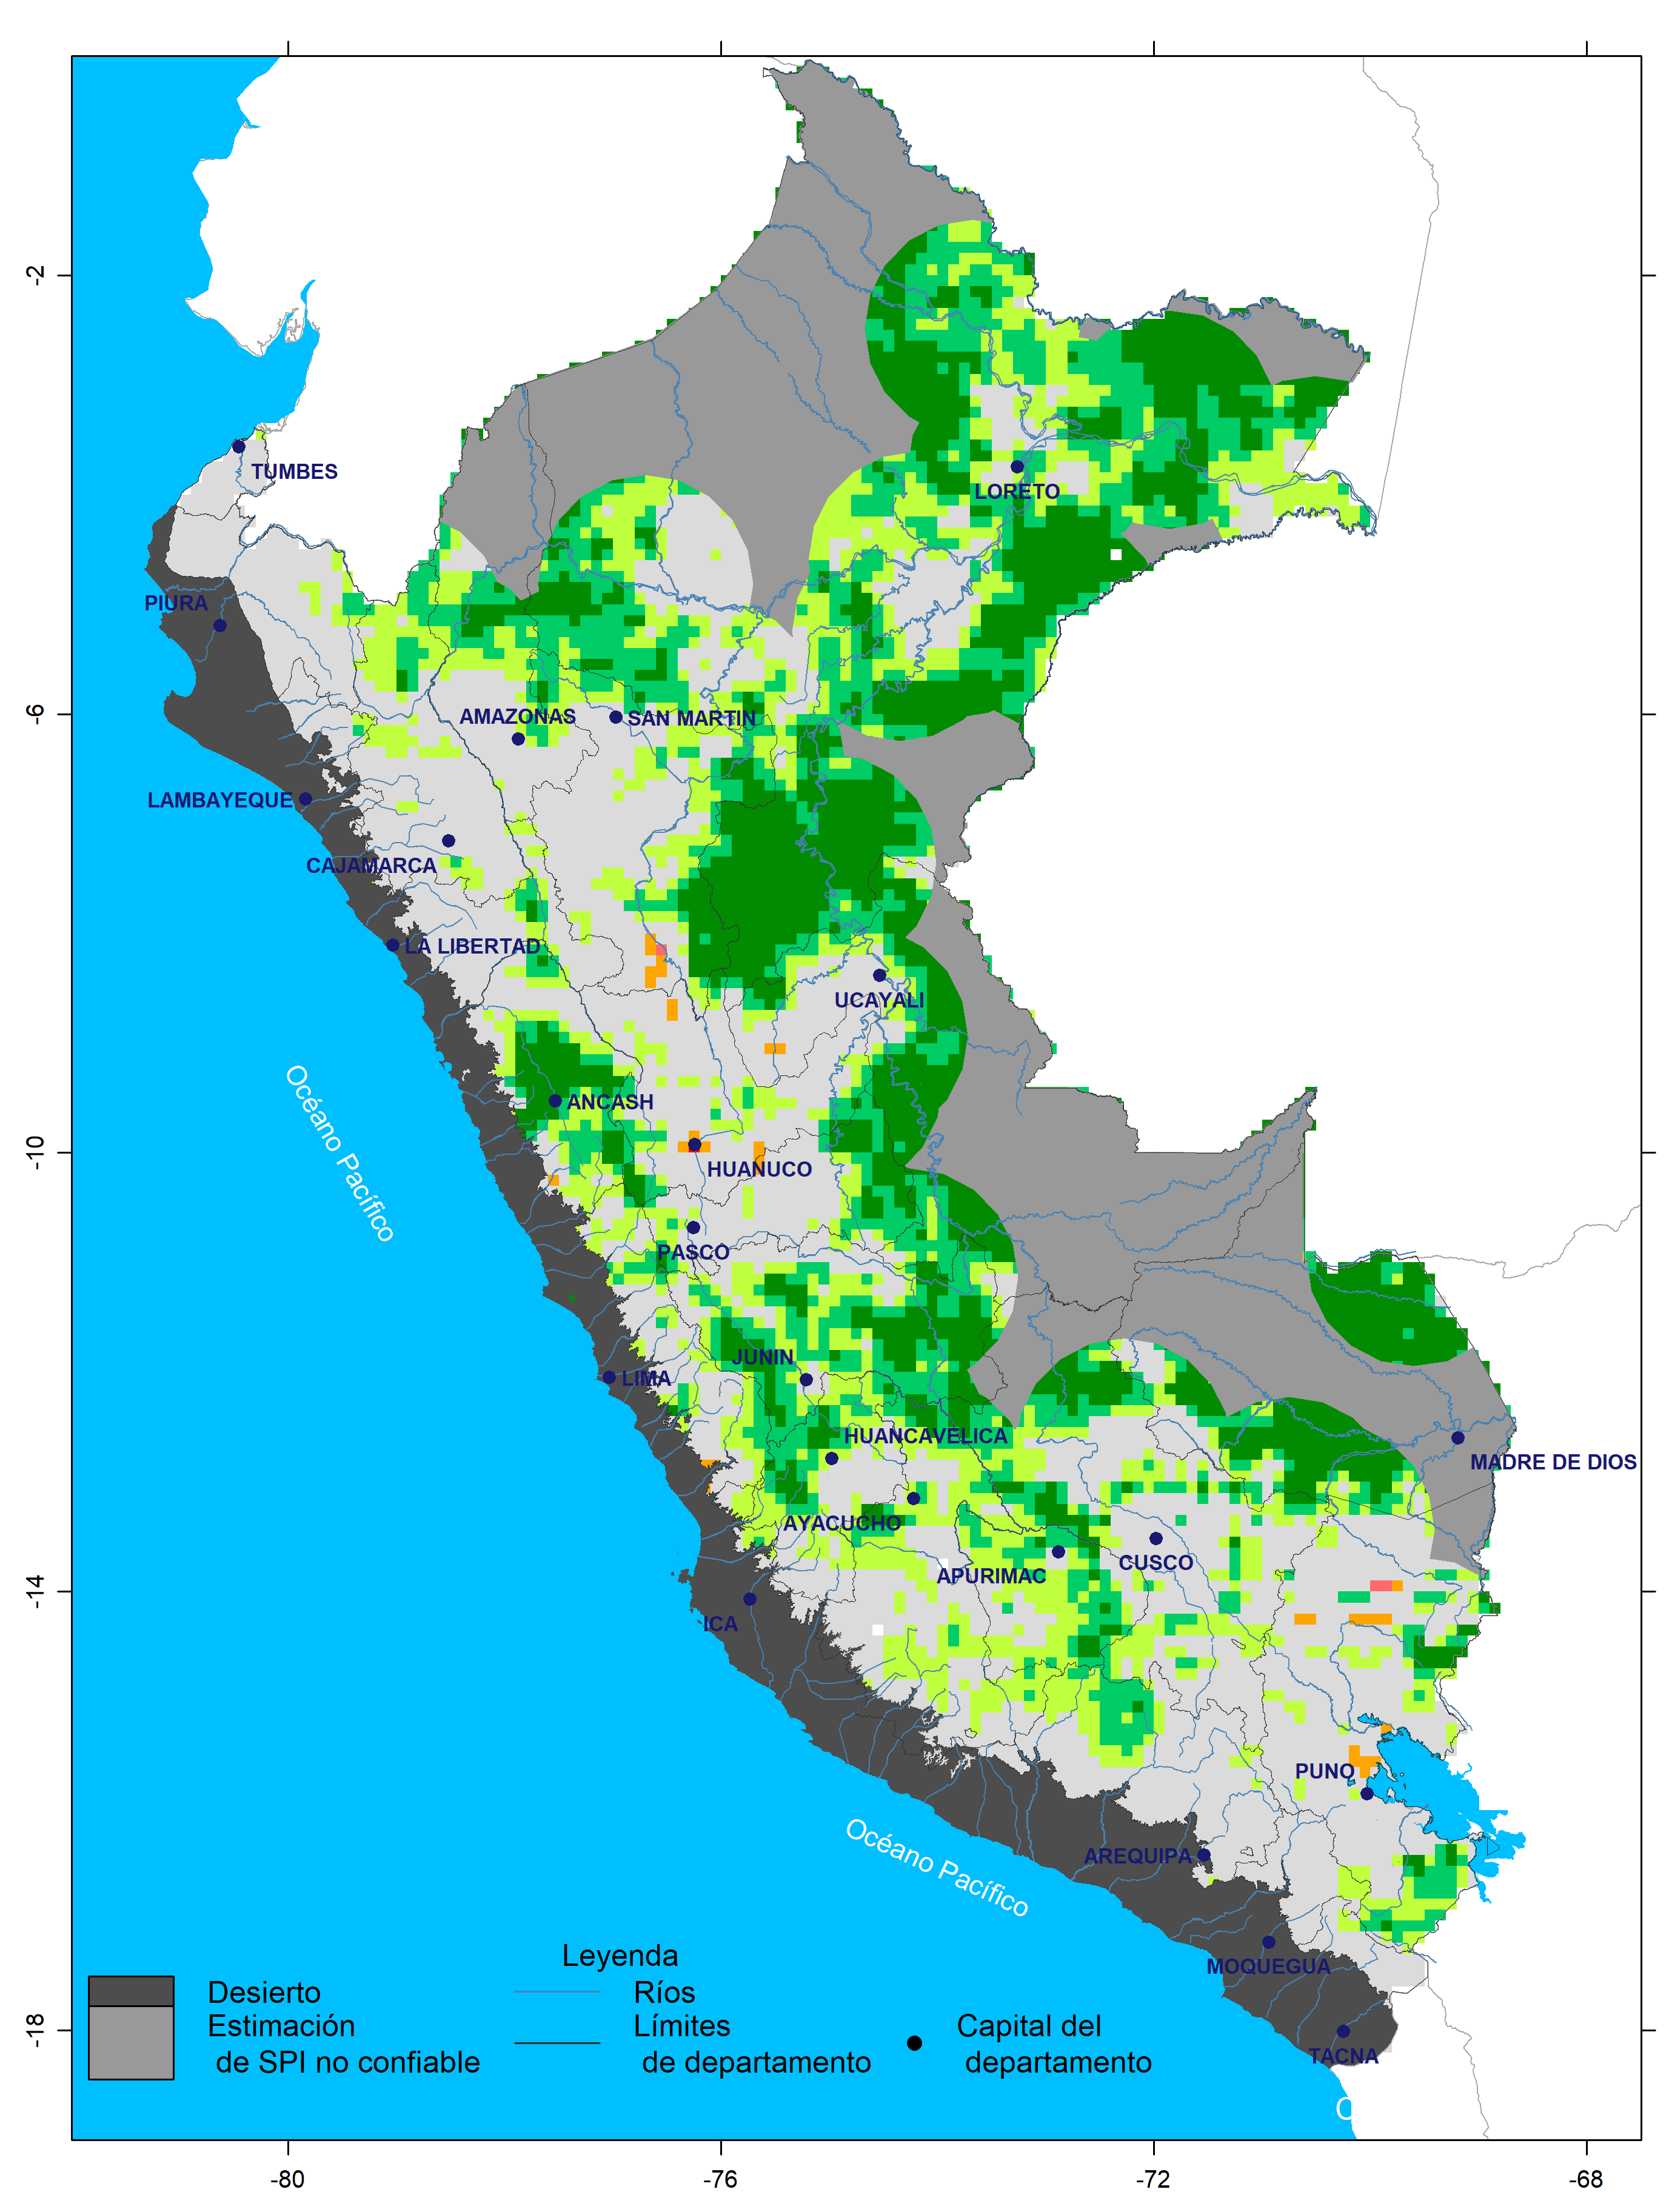 -2
-6
-10
-14
-18
TUMBES
LORETO
PIURA
AMAZONAS
SAN MARTIN
LAMBAYEQUE
CAJAMARCA
LA LIBERTAD
UCAYALI
Océano Pacífico
ANCASH
HUANUCO
PASCO
JUNIN
LIMA
HUANCAVELICA
MADRE DE DIOS
AYACUCHO
CUSCO
APURIMAC
ICA
PUNO
Océano Pacífico
AREQUIPA
MOQUEGUA
TACNA
Leyenda
Desierto
Estimación
de SPI no confiable
Ríos
Límites
de departamento
Capital del
departamento
-80
-76
-72
-68